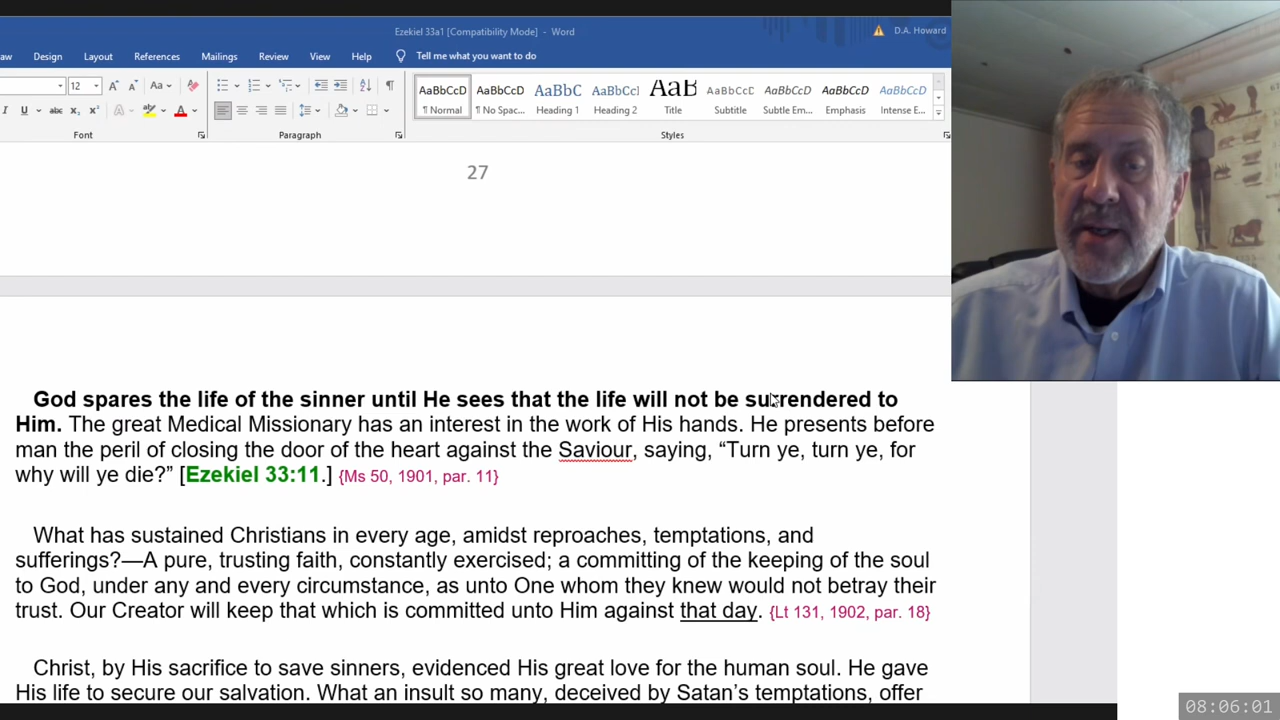 Ezekiel 33a1 [Compatibility Mode] - Word
D.A. Howard
aw Design Layout References Mailings Review View Help Tell me what you want to do
12 Aa
AaBbCcD AaBbCcD AaBbC AaBbCcI AaB AaBbCcD AaBbCcD AaBbCcD AaBbCcD
¶ Normal ¶ No Spac... Heading 1 Heading 2 Title Subtitle Subtle Em... Emphasis Intense E...
Font Paragraph Styles
27
God spares the life of the sinner until He sees that the life will not be surrendered to
Him. The great Medical Missionary has an interest in the work of His hands. He presents before
man the peril of closing the door of the heart against the Saviour, saying, “Turn ye, turn ye, for
why will ye die?” [Ezekiel 33:11.] {Ms 50, 1901, par. 11}
What has sustained Christians in every age, amidst reproaches, temptations, and
sufferings?—A pure, trusting faith, constantly exercised; a committing of the keeping of the soul
to God, under any and every circumstance, as unto One whom they knew would not betray their
trust. Our Creator will keep that which is committed unto Him against that day. {Lt 131, 1902, par. 18}
Christ, by His sacrifice to save sinners, evidenced His great love for the human soul. He gave
His life to secure our salvation. What an insult so many, deceived by Satan’s temptations, offer
08:06:01